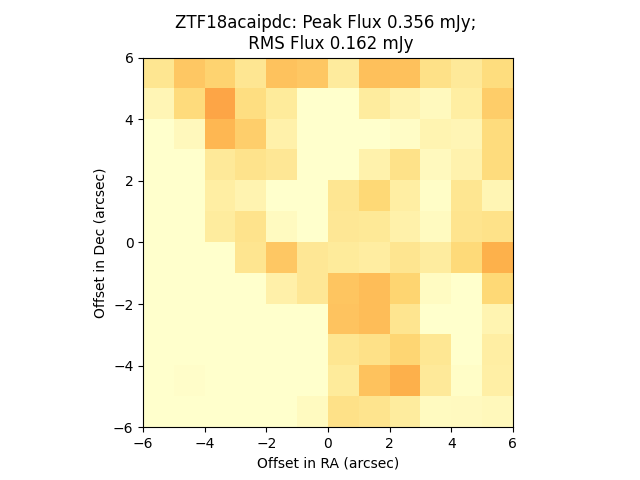 ZTF18acaipdc: Peak Flux 0.356 mJy;
RMS Flux 0.162 mJy
6
4
2
0
−2
−4
−6
Offset in Dec (arcsec)
−6 −4 −2 0 2 4 6
Offset in RA (arcsec)